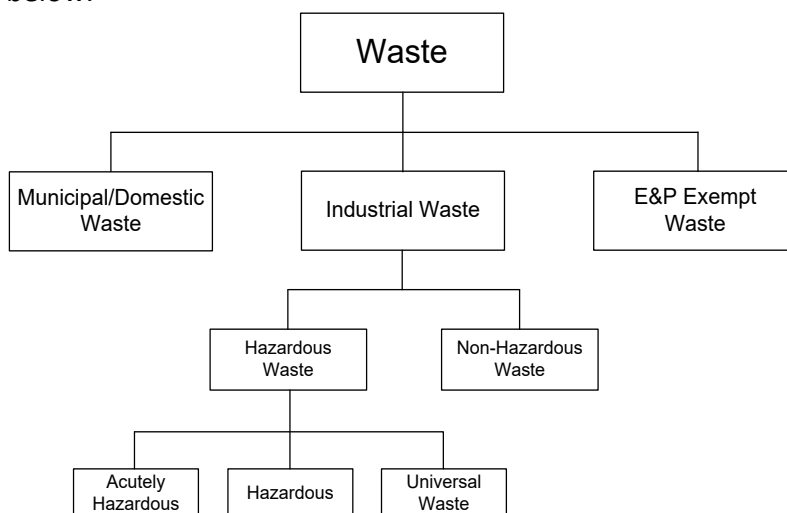 Waste
Municipal/Domestic
Waste
Industrial Waste
E&P Exempt
Waste
Hazardous
Waste
Non-Hazardous
Waste
Acutely
Hazardous
Hazardous
Universal
Waste